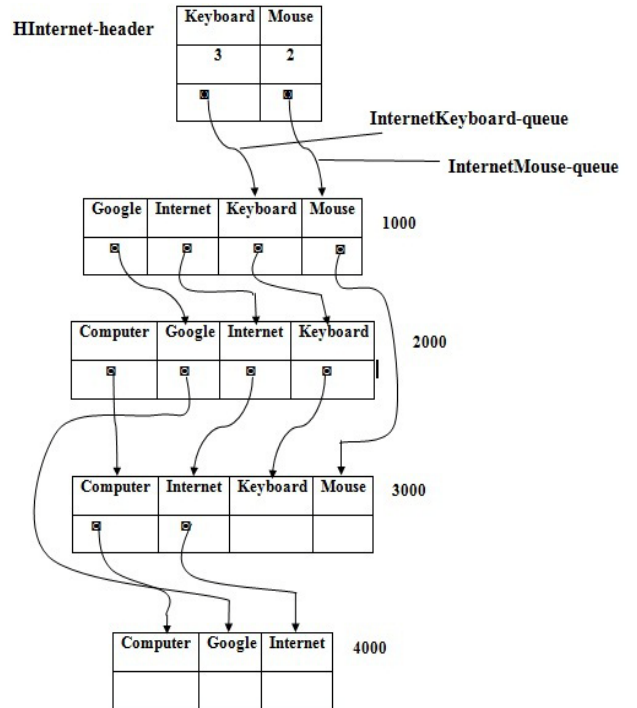 HInternet-header
Keyboard Mouse
3 2
InternetKeyboard-queue
InternetMouse-queue
Google Internet Keyboard Mouse
1000
Computer Google Internet Keyboard
2000
Computer Internet Keyboard Mouse
3000
Computer Google Internet
4000